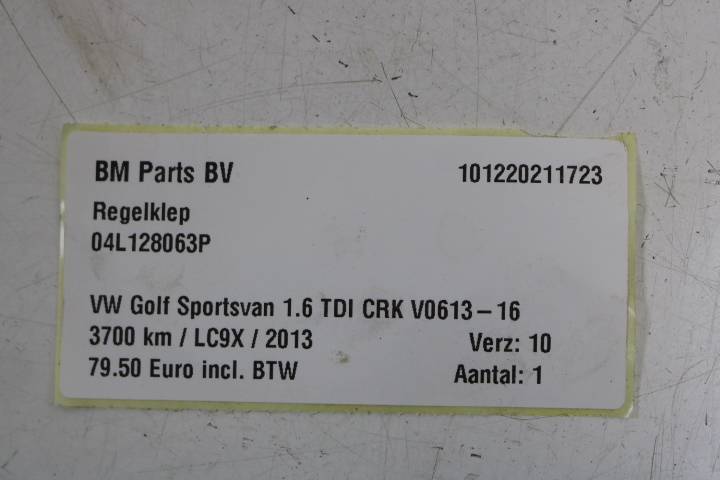 BM Parts BV 101220211723
Regelklep
04L128063P
VW Golf Sportsvan 1.6 TDI CRK V0613-16
3700 km / LC9X / 2013 Verz: 10
79.50 Euro incl. BTW Aantal: 1